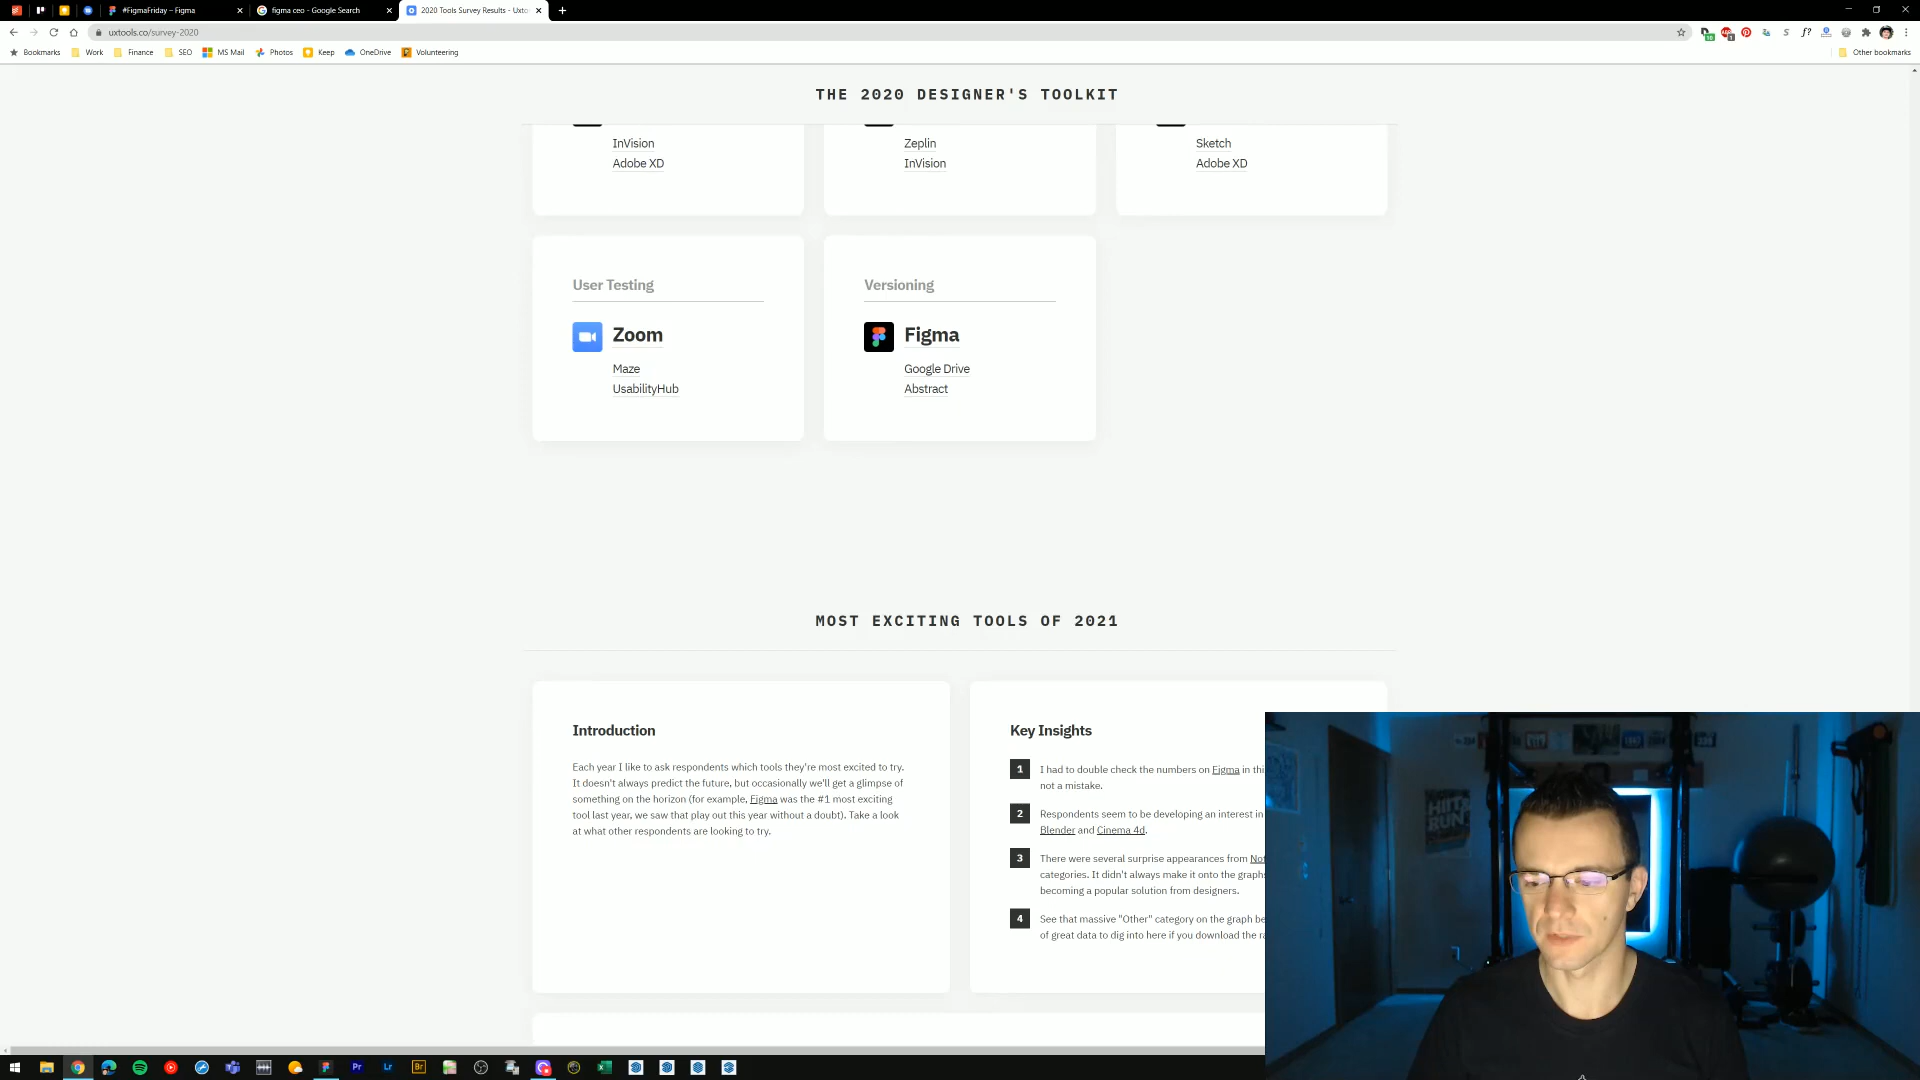 #FigmaFriday – Figma
figma ceo - Google Search
2020 Tools Survey Results - Uxto
uxtools.co/survey-2020
Bookmarks
Work
Finance
SEO
MS Mail
Photos
Keep
OneDrive
Volunteering
Other bookmarks
THE 2020 DESIGNER'S TOOLKIT
InVision
Adobe XD
Zeplin
InVision
Sketch
Adobe XD
User Testing
Zoom
Maze
UsabilityHub
Versioning
Figma
Google Drive
Abstract
MOST EXCITING TOOLS OF 2021
Introduction
Each year I like to ask respondents which tools they're most excited to try.
It doesn't always predict the future, but occasionally we'll get a glimpse of
something on the horizon (for example, Figma was the #1 most exciting
tool last year, we saw that play out this year without a doubt). Take a look
at what other respondents are looking to try.
Key Insights
1 I had to double check the numbers on Figma in thi
not a mistake.
2 Respondents seem to be developing an interest in
Blender and Cinema 4d.
3 There were several surprise appearances from Not
categories. It didn't always make it onto the graphs
becoming a popular solution from designers.
4 See that massive "Other" category on the graph be
of great data to dig into here if you download the ra
HIIT &
RUN
Pr
Lr
Br